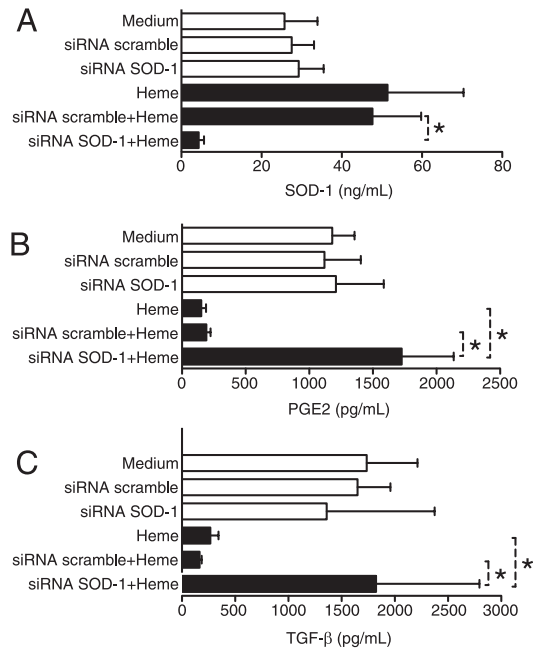 A
Medium
siRNA scramble
siRNA SOD-1
Heme
siRNA scramble+Heme
*
siRNA SOD-1+Heme
0 20 40 60 80
SOD-1 (ng/mL)
B
Medium
siRNA scramble
siRNA SOD-1
Heme
siRNA scramble+Heme
* *
siRNA SOD-1+Heme
0 500 1000 1500 2000 2500
PGE2 (pg/mL)
C
Medium
siRNA scramble
siRNA SOD-1
Heme
siRNA scramble+Heme
* *
siRNA SOD-1+Heme
0 500 1000 1500 2000 2500 3000
TGF-β (pg/mL)